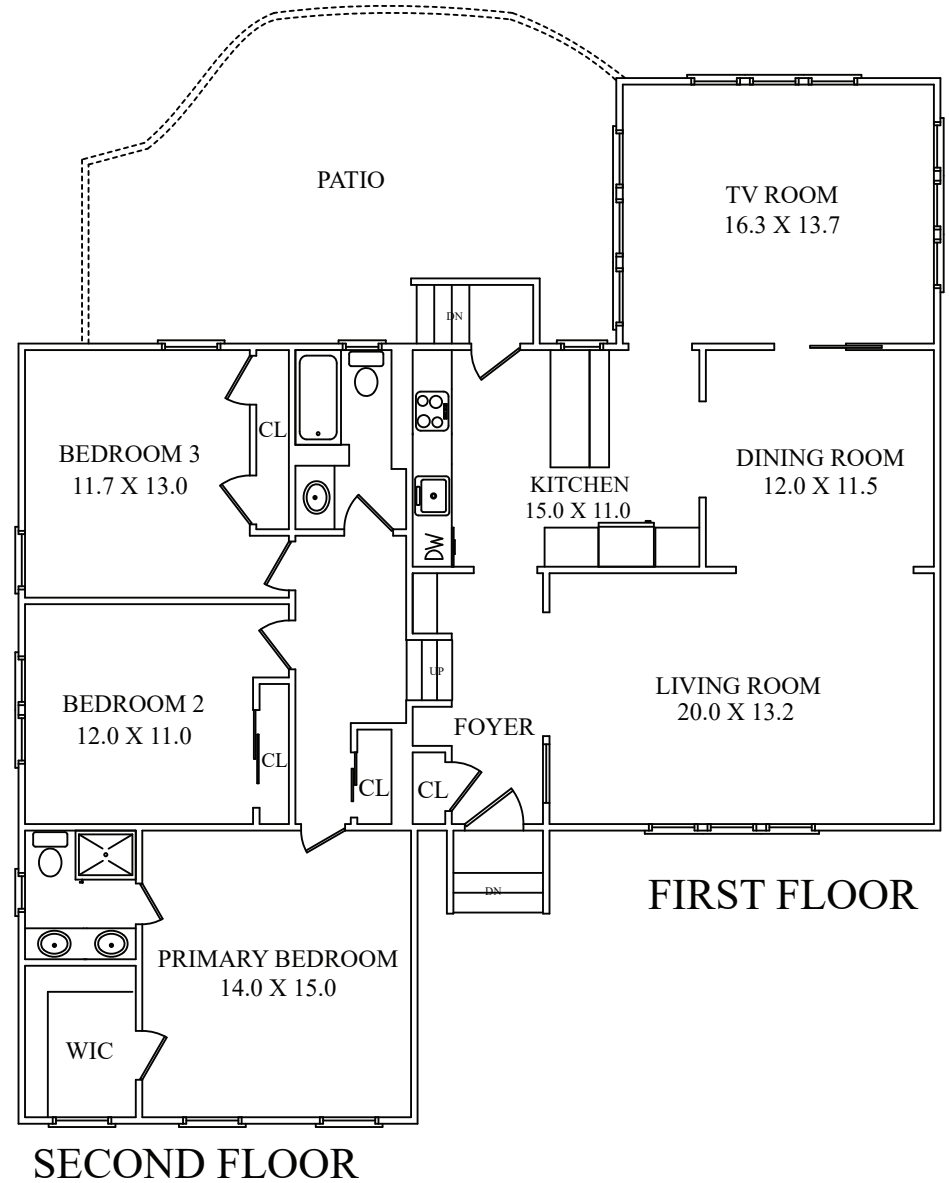 PATIO
TV ROOM
16.3 X 13.7
DN
BEDROOM 3
11.7 X 13.0
CL
KITCHEN
15.0 X 11.0
DINING ROOM
12.0 X 11.5
DW
BEDROOM 2
12.0 X 11.0
CL
CL
UP
FOYER
CL
LIVING ROOM
20.0 X 13.2
DN
FIRST FLOOR
PRIMARY BEDROOM
14.0 X 15.0
WIC
SECOND FLOOR